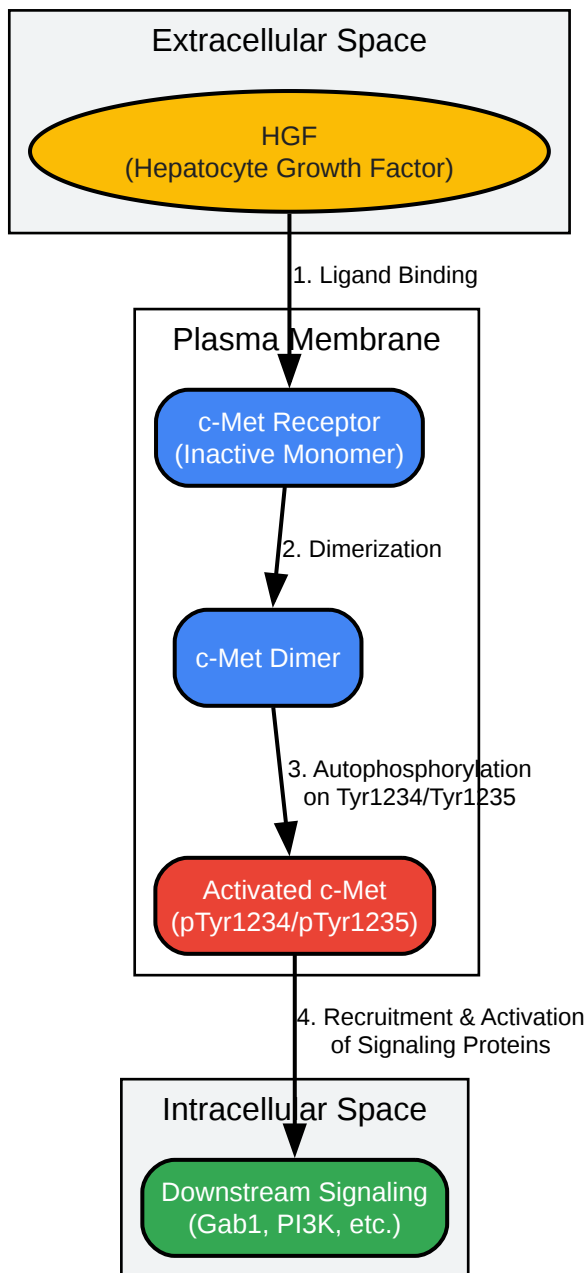 Extracellular Space
HGF
(Hepatocyte Growth Factor)
1. Ligand Binding
Plasma Membrane
c-Met Receptor
(Inactive Monomer)
2. Dimerization
c-Met Dimer
3. Autophosphorylation
on Tyr1234/Tyr1235
Activated c-Met
(pTyr1234/pTyr1235)
4. Recruitment & Activation
of Signaling Proteins
Intracellular Space
Downstream Signaling
(Gab1, PI3K, etc.)